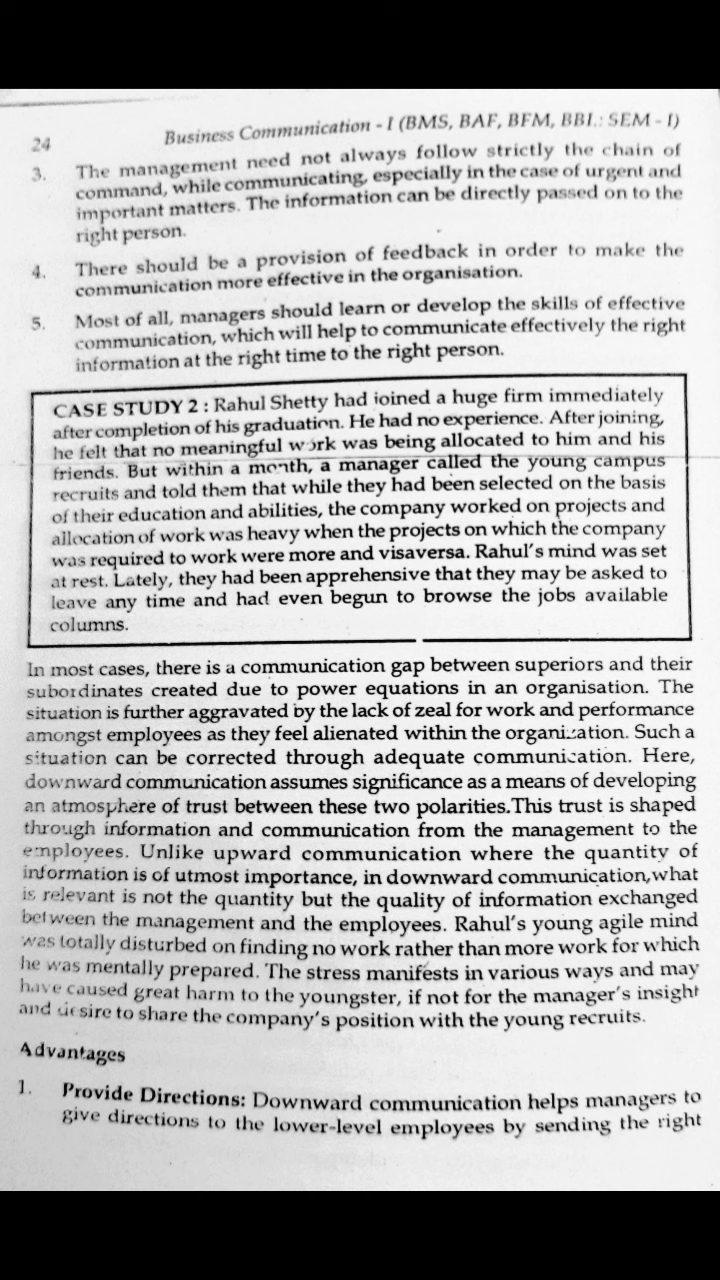 24
Business Communication - I (BMS, BAF, BFM, BBI.: SEM - I)
3. The management need not always follow strictly the chain of
command, while communicating, especially in the case of urgent and
important matters. The information can be directly passed on to the
right person.
4. There should be a provision of feedback in order to make the
communication more effective in the organisation.
5. Most of all, managers should learn or develop the skills of effective
communication, which will help to communicate effectively the right
information at the right time to the right person.
CASE STUDY 2 : Rahul Shetty had joined a huge firm immediately
after completion of his graduation. He had no experience. After joining,
he felt that no meaningful work was being allocated to him and his
friends. But within a month, a manager called the young campus
recruits and told them that while they had been selected on the basis
of their education and abilities, the company worked on projects and
allocation of work was heavy when the projects on which the company
was required to work were more and visaversa. Rahul's mind was set
at rest. Lately, they had been apprehensive that they may be asked to
leave any time and had even begun to browse the jobs available
columns.
In most cases, there is a communication gap between superiors and their
subordinates created due to power equations in an organisation. The
situation is further aggravated by the lack of zeal for work and performance
amongst employees as they feel alienated within the organization. Such a
situation can be corrected through adequate communication. Here,
downward communication assumes significance as a means of developing
an atmosphere of trust between these two polarities.This trust is shaped
through information and communication from the management to the
employees. Unlike upward communication where the quantity of
information is of utmost importance, in downward communication,what
is relevant is not the quantity but the quality of information exchanged
between the management and the employees. Rahul's young agile mind
was totally disturbed on finding no work rather than more work for which
he was mentally prepared. The stress manifests in various ways and may
have caused great harm to the youngster, if not for the manager's insight
and desire to share the company's position with the young recruits.
Advantages
1. Provide Directions: Downward communication helps managers to
give directions to the lower-level employees by sending the right